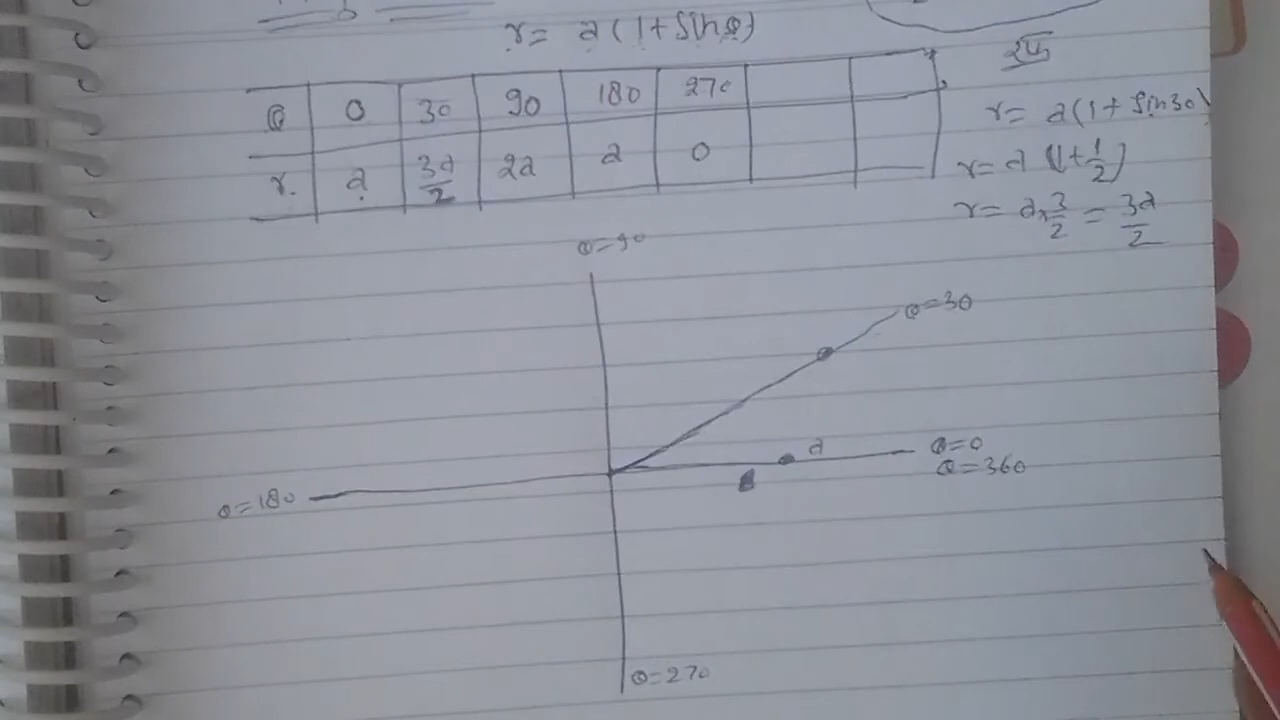 r = a(1+sinθ)
θ 0 30 90 180 270
r. a 3a/2 2a a 0
r = a(1+sin30)
r = a(1+1/2)
r = a×3/2 = 3a/2
θ=90
θ=30
a
θ=0
θ=360
θ=180
θ=270